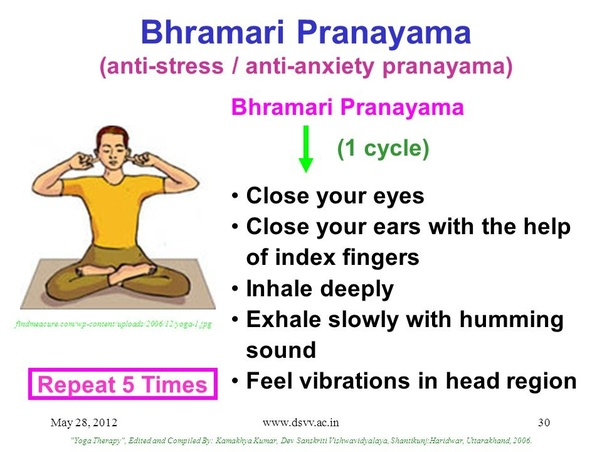 Bhramari Pranayama
(anti-stress / anti-anxiety pranayama)
Bhramari Pranayama
(1 cycle)
• Close your eyes
• Close your ears with the help
of index fingers
• Inhale deeply
• Exhale slowly with humming
sound
• Feel vibrations in head region
findmeasure.com/wp-content/uploads/2006/12/yoga-1.jpg
Repeat 5 Times
May 28, 2012
www.dsvv.ac.in
30
"Yoga Therapy", Edited and Compiled By: Kamakhya Kumar, Dev Sanskriti Vishwavidyalaya, Shantikunj:Haridwar, Uttarakhand, 2006.